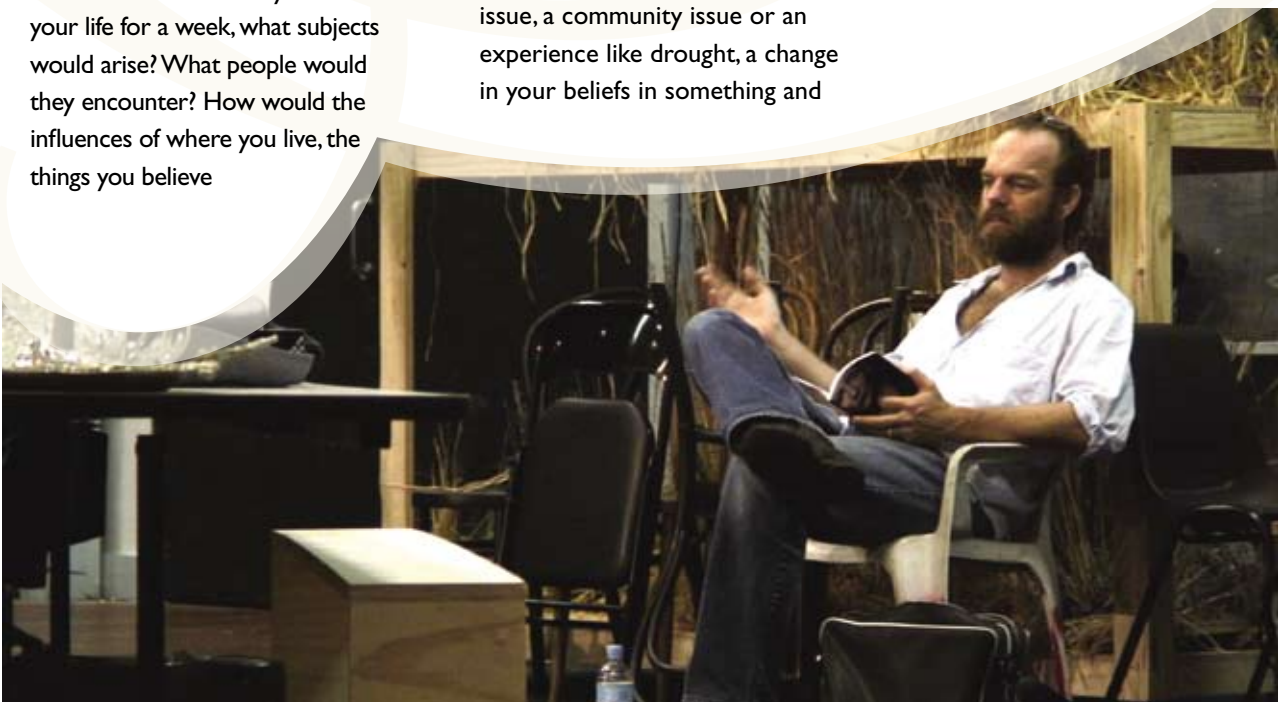 your life for a week, what subjects
would arise? What people would
they encounter? How would the
influences of where you live, the
things you believe
issue, a community issue or an
experience like drought, a change
in your beliefs in something and